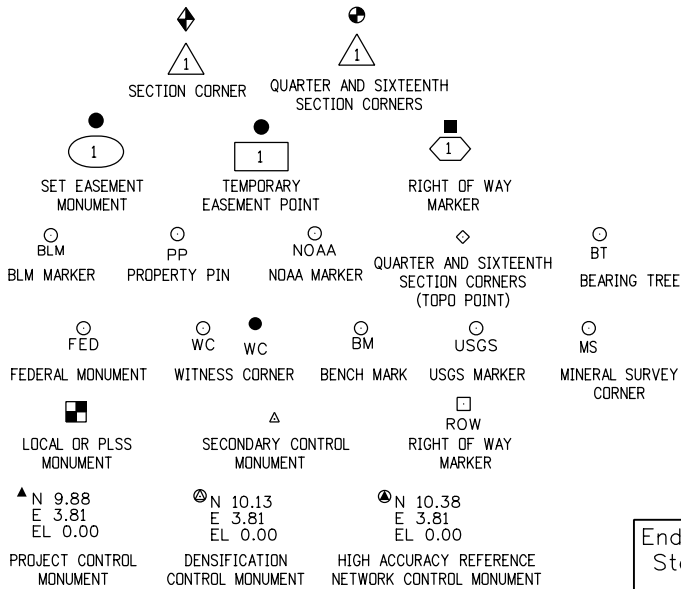 1
1
SECTION CORNER
QUARTER AND SIXTEENTH
SECTION CORNERS
1
1
1
SET EASEMENT
MONUMENT
TEMPORARY
EASEMENT POINT
RIGHT OF WAY
MARKER
BLM
BLM MARKER
PP
PROPERTY PIN
NOAA
NOAA MARKER
QUARTER AND SIXTEENTH
SECTION CORNERS
(TOPO POINT)
BT
BEARING TREE
FED
FEDERAL MONUMENT
WC
WC
WITNESS CORNER
BM
BENCH MARK
USGS
USGS MARKER
MS
MINERAL SURVEY
CORNER
LOCAL OR PLSS
MONUMENT
SECONDARY CONTROL
MONUMENT
ROW
RIGHT OF WAY
MARKER
N 9.88
E 3.81
EL 0.00
PROJECT CONTROL
MONUMENT
N 10.13
E 3.81
EL 0.00
DENSIFICATION
CONTROL MONUMENT
N 10.38
E 3.81
EL 0.00
HIGH ACCURACY REFERENCE
NETWORK CONTROL MONUMENT